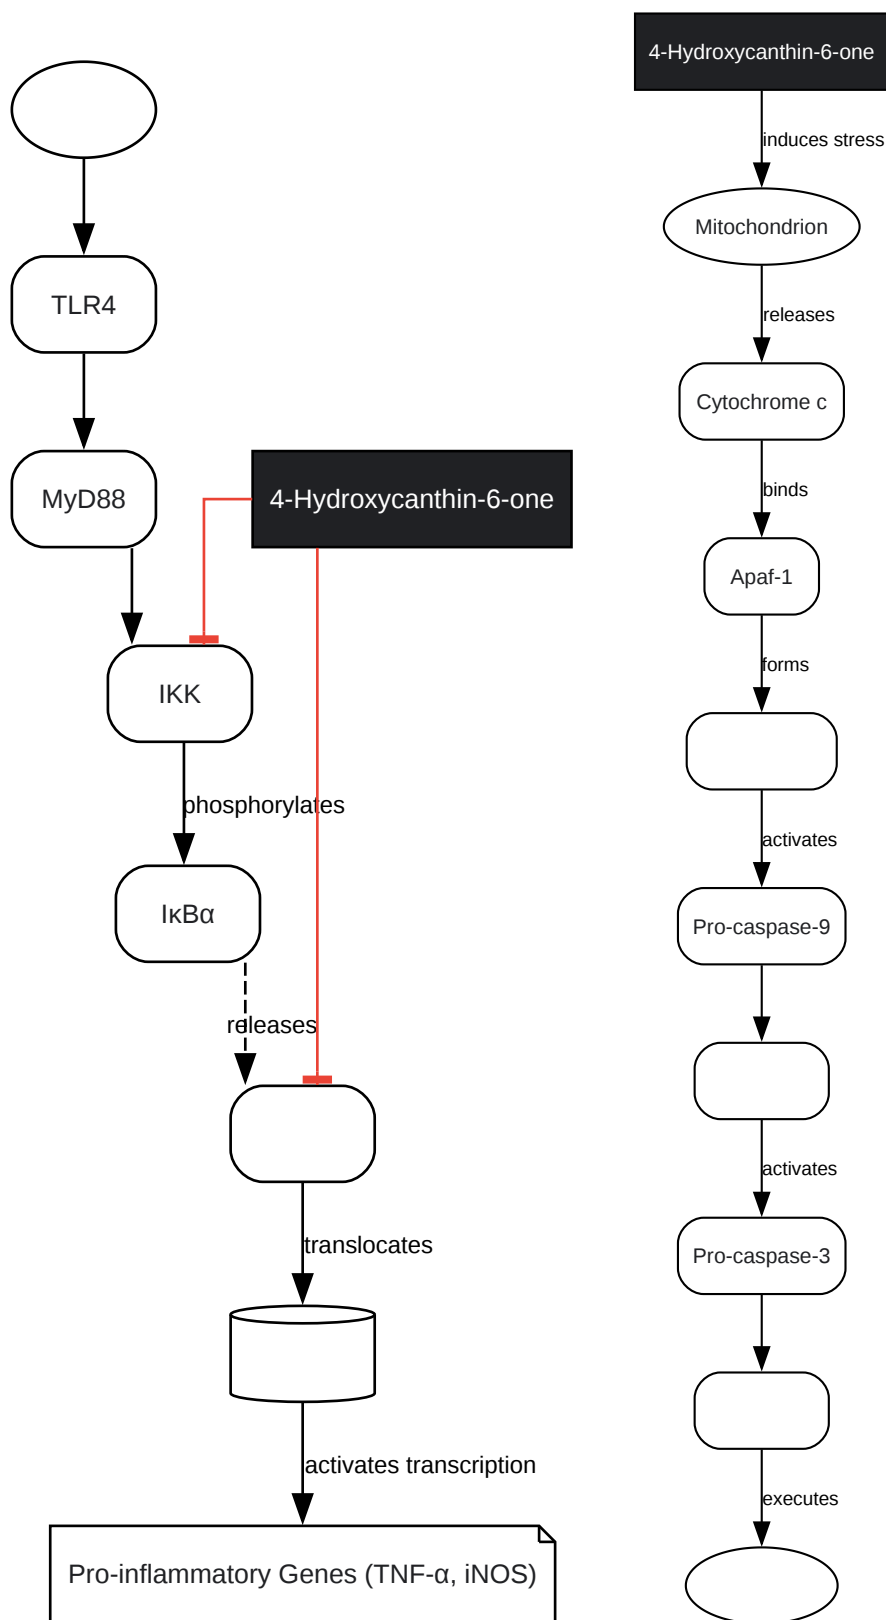 TLR4
MyD88
4-Hydroxycanthin-6-one
IKK
phosphorylates
IκBα
releases
translocates
activates transcription
Pro-inflammatory Genes (TNF-α, iNOS)
4-Hydroxycanthin-6-one
induces stress
Mitochondrion
releases
Cytochrome c
binds
Apaf-1
forms
activates
Pro-caspase-9
activates
Pro-caspase-3
executes